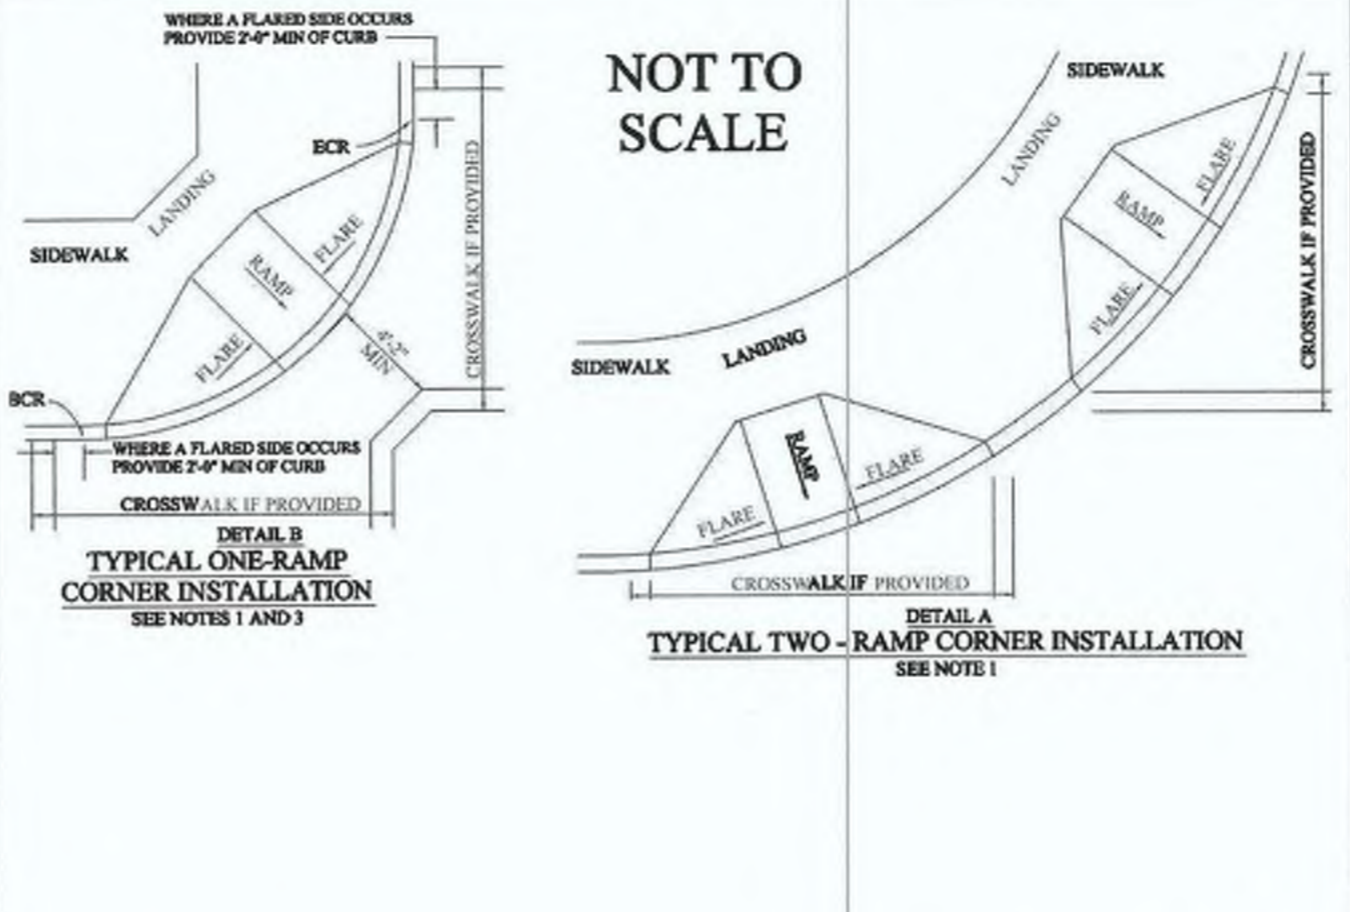 WHERE A FLARED SIDE OCCURS
PROVIDE 2'-0" MIN OF CURB
ECR
LANDING
SIDEWALK
FLARE
RAMP
FLARE
CROSSWALK IF PROVIDED
4'-2"
MIN
BCR
WHERE A FLARED SIDE OCCURS
PROVIDE 2'-0" MIN OF CURB
CROSSWALK IF PROVIDED
DETAIL B
TYPICAL ONE-RAMP
CORNER INSTALLATION
SEE NOTES 1 AND 3
NOT TO
SCALE
SIDEWALK
LANDING
FLARE
RAMP
FLARE
CROSSWALK IF PROVIDED
SIDEWALK
LANDING
RAMP
FLARE
FLARE
CROSSWALK IF PROVIDED
DETAIL A
TYPICAL TWO - RAMP CORNER INSTALLATION
SEE NOTE 1